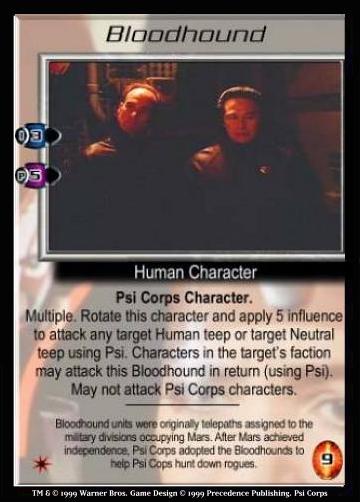 Bloodhound
I 3
P 5
Human Character
Psi Corps Character.
Multiple. Rotate this character and apply 5 influence
to attack any target Human teep or target Neutral
teep using Psi. Characters in the target's faction
may attack this Bloodhound in return (using Psi).
May not attack Psi Corps characters.
Bloodhound units were originally telepaths assigned to the
military divisions occupying Mars. After Mars achieved
independence, Psi Corps adopted the Bloodhounds to
help Psi Cops hunt down rogues.
9
TM & © 1999 Warner Bros. Game Design © 1999 Precedence Publishing. Psi Corps